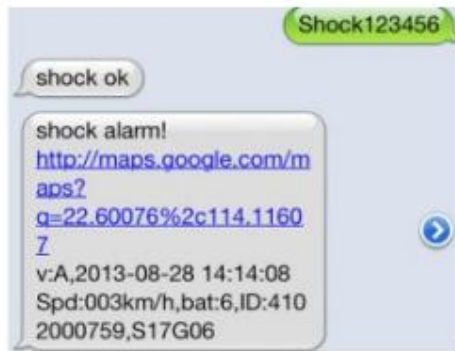 Shock123456
shock ok
shock alarm!
http://maps.google.com/m
aps?
q=22.60076%2c114.1160
7
v:A,2013-08-28 14:14:08
Spd:003km/h,bat:6,ID:410
2000759,S17G06